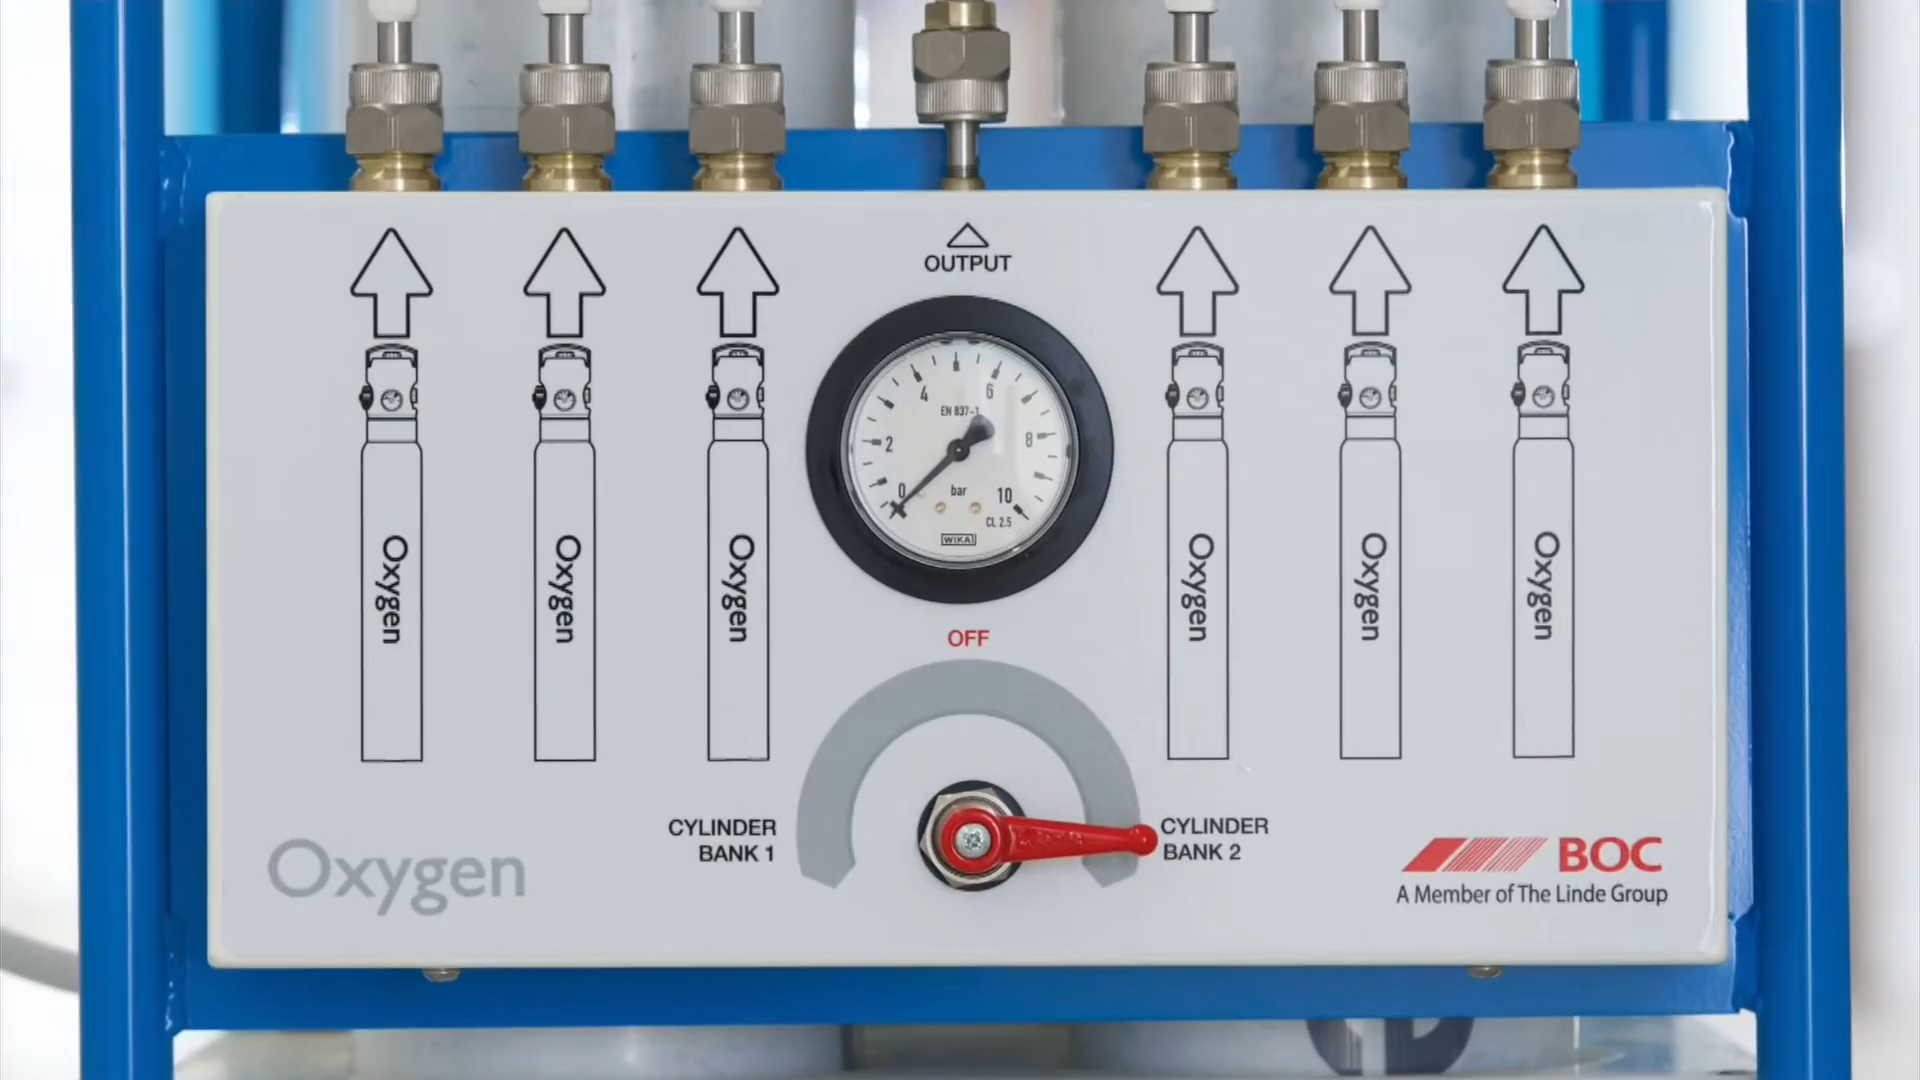 OUTPUT
4
6
EN 837-1
2
8
0
bar
10
CL 2.5
WIKA
Oxygen
Oxygen
Oxygen
Oxygen
Oxygen
Oxygen
OFF
CYLINDER
BANK 1
CYLINDER
BANK 2
Oxygen
BOC
A Member of The Linde Group